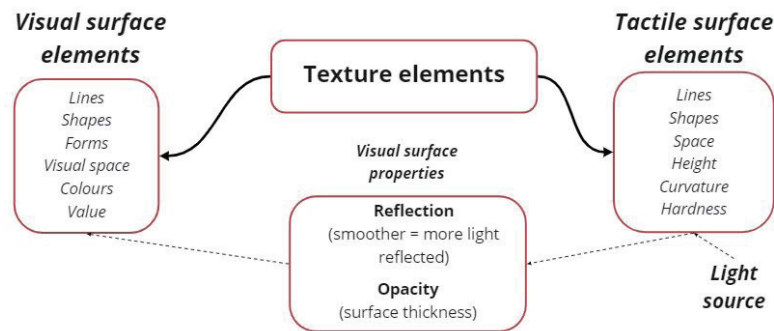 Visual surface
elements
Lines
Shapes
Forms
Visual space
Colours
Value
Texture elements
Tactile surface
elements
Lines
Shapes
Space
Height
Curvature
Hardness
Visual surface
properties
Reflection
(smoother = more light
reflected)
Opacity
(surface thickness)
Light
source